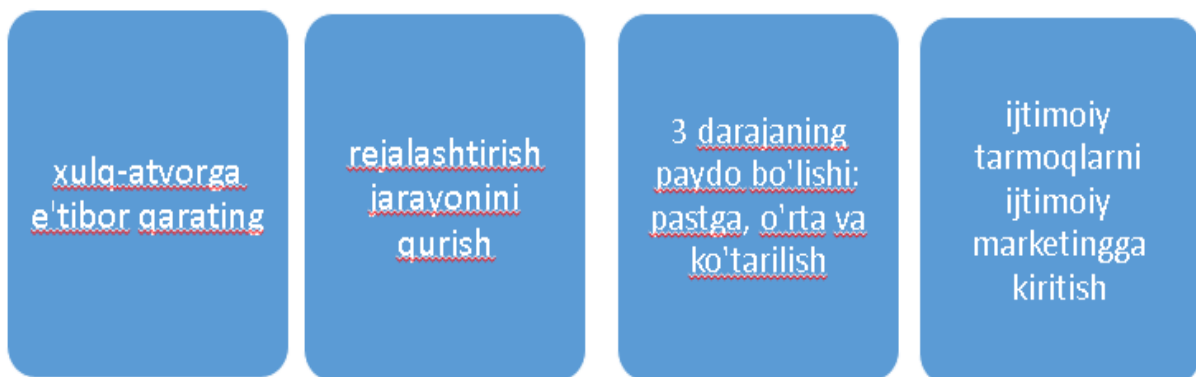 xulq-atvorga
e'tibor qarating
rejalashtirish
jarayonini
qurish
3 darajaning
paydo bo'lishi:
pastga, o'rta va
ko'tarilish
ijtimoiy
tarmoqlarni
ijtimoiy
marketingga
kiritish